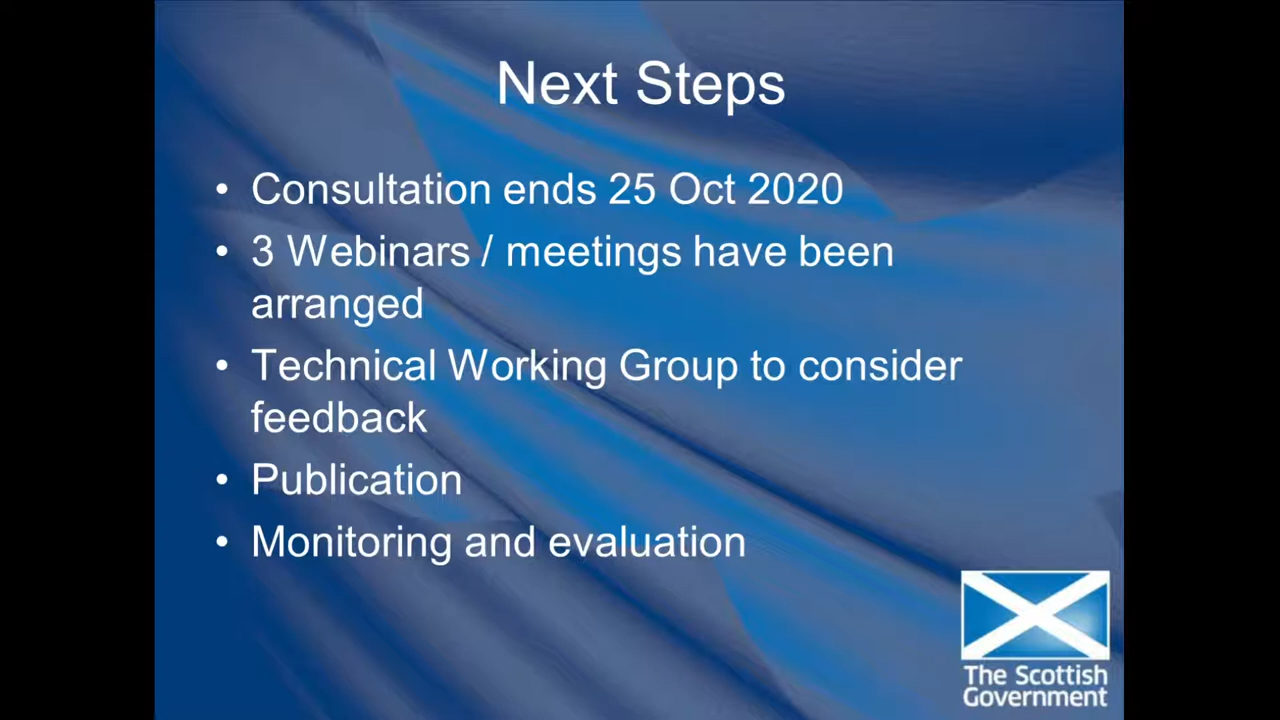 Next Steps
• Consultation ends 25 Oct 2020
• 3 Webinars / meetings have been
arranged
• Technical Working Group to consider
feedback
• Publication
• Monitoring and evaluation
The Scottish
Government